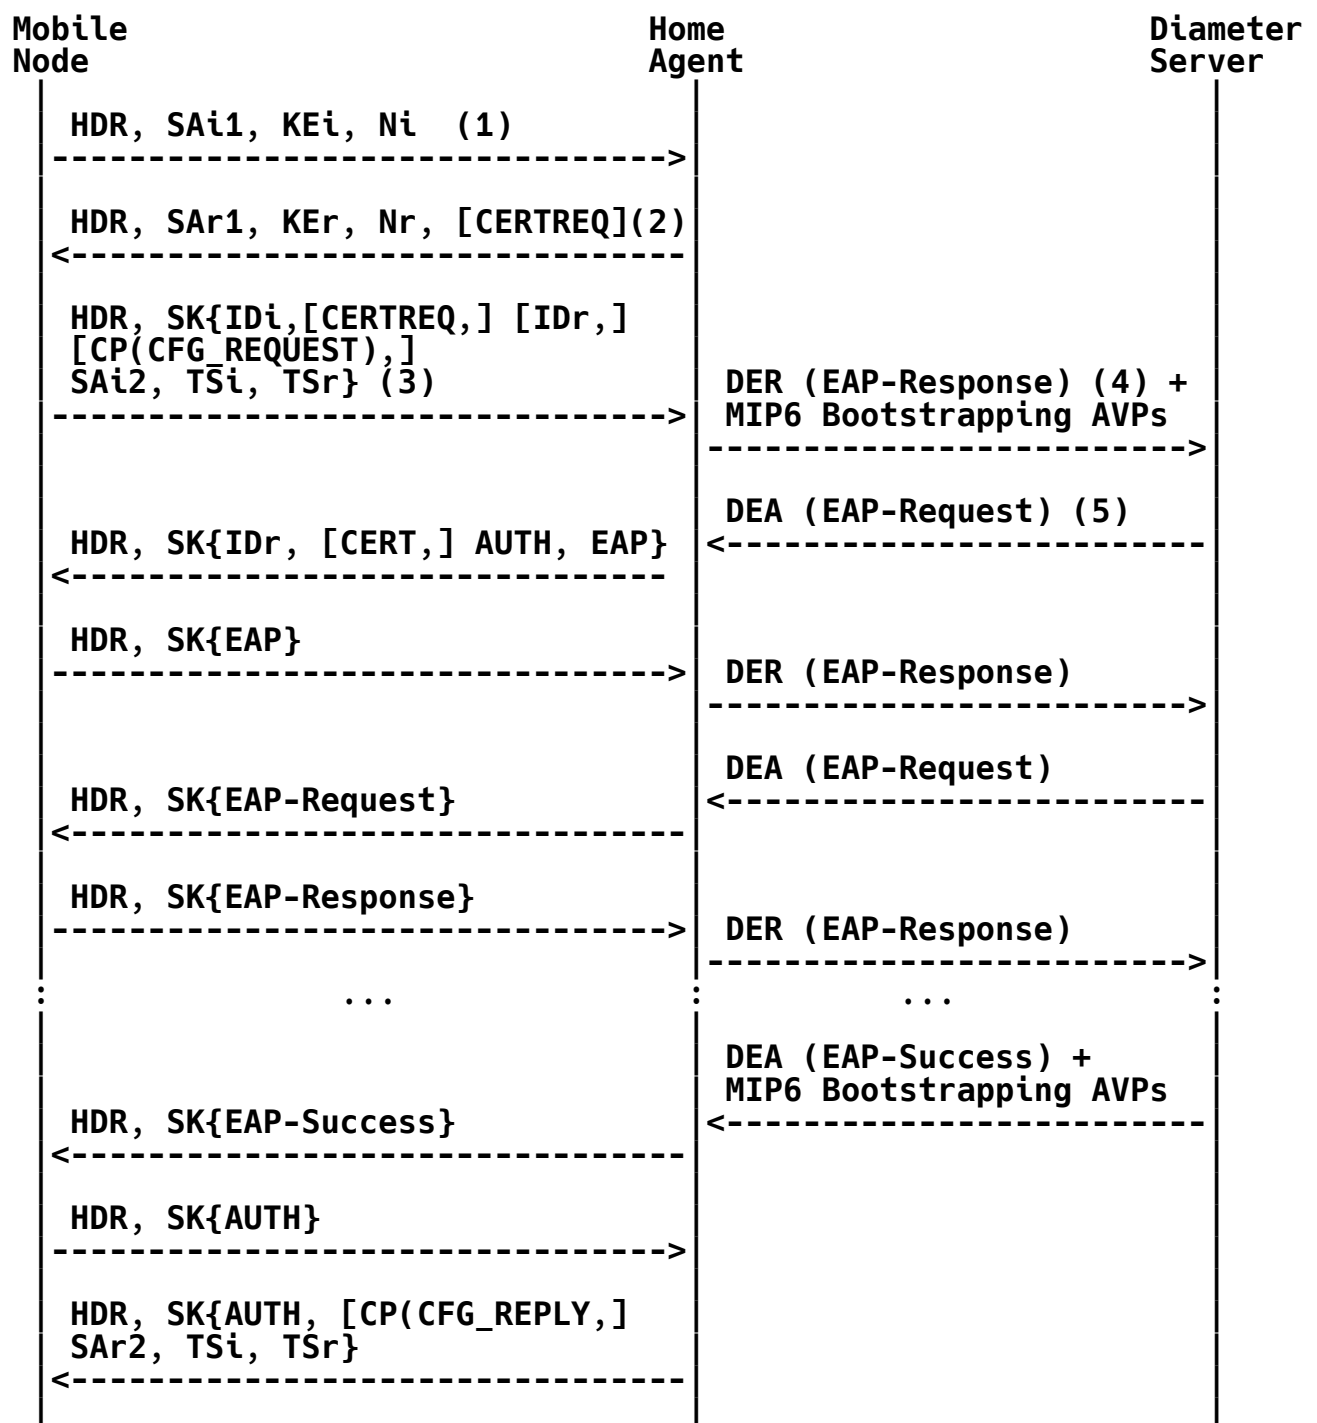 Mobile Home Diameter
Node Agent Server
HDR, SAi1, KEi, Ni (1)
-------------------------------->
HDR, SAr1, KEr, Nr, [CERTREQ](2)
<--------------------------------
HDR, SK{IDi,[CERTREQ,] [IDr,]
[CP(CFG_REQUEST),]
SAi2, TSi, TSr} (3) DER (EAP-Response) (4) +
--------------------------------> MIP6 Bootstrapping AVPs
------------------------->
DEA (EAP-Request) (5)
HDR, SK{IDr, [CERT,] AUTH, EAP} <-------------------------
<-------------------------------
HDR, SK{EAP}
--------------------------------> DER (EAP-Response)
------------------------->
DEA (EAP-Request)
HDR, SK{EAP-Request} <-------------------------
<--------------------------------
HDR, SK{EAP-Response}
--------------------------------> DER (EAP-Response)
------------------------->
: ... : ... :
DEA (EAP-Success) +
MIP6 Bootstrapping AVPs
HDR, SK{EAP-Success} <-------------------------
<--------------------------------
HDR, SK{AUTH}
-------------------------------->
HDR, SK{AUTH, [CP(CFG_REPLY,]
SAr2, TSi, TSr}
<--------------------------------